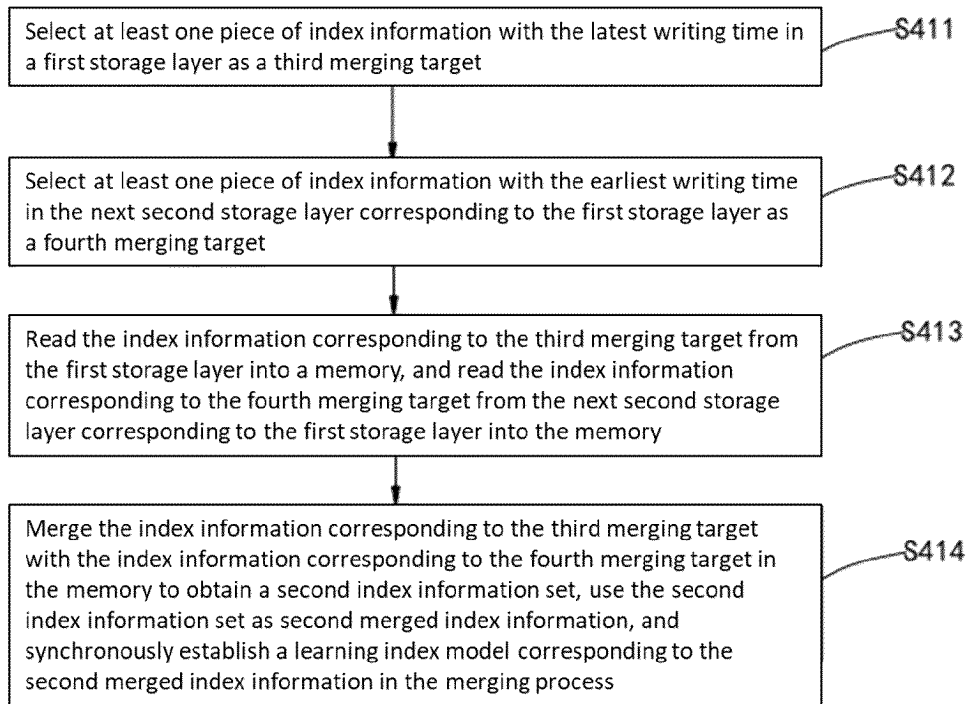 Select at least one piece of index information with the latest writing time in
a first storage layer as a third merging target
S411
Select at least one piece of index information with the earliest writing time
in the next second storage layer corresponding to the first storage layer as
a fourth merging target
S412
Read the index information corresponding to the third merging target from
the first storage layer into a memory, and read the index information
corresponding to the fourth merging target from the next second storage
layer corresponding to the first storage layer into the memory
S413
Merge the index information corresponding to the third merging target
with the index information corresponding to the fourth merging target in
the memory to obtain a second index information set, use the second
index information set as second merged index information, and
synchronously establish a learning index model corresponding to the
second merged index information in the merging process
S414